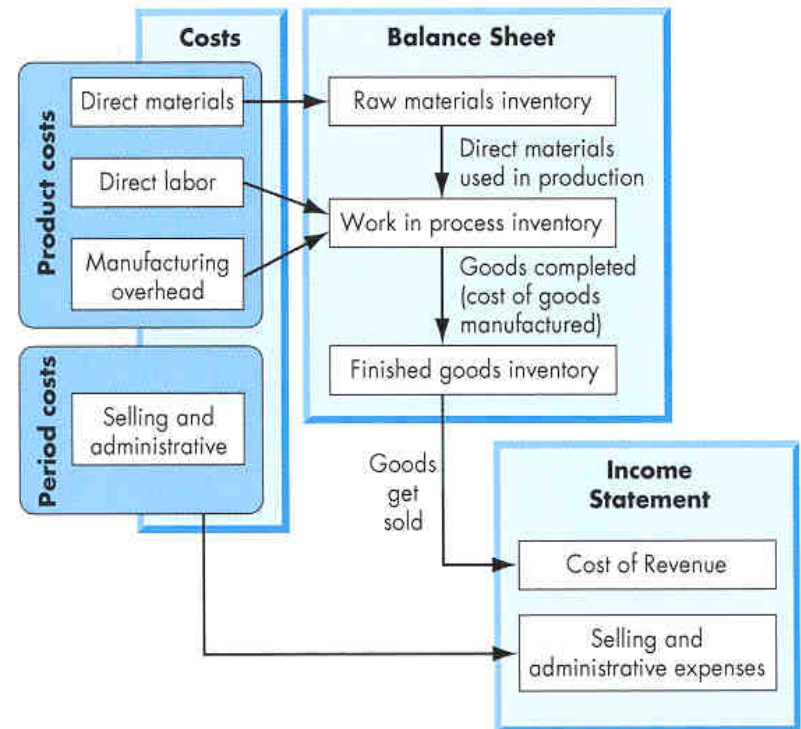 Costs
Product costs
Direct materials
Direct labor
Manufacturing
overhead
Period costs
Selling and
administrative
Balance Sheet
Raw materials inventory
Direct materials
used in production
Work in process inventory
Goods completed
(cost of goods
manufactured)
Finished goods inventory
Goods
get
sold
Income
Statement
Cost of Revenue
Selling and
administrative expenses